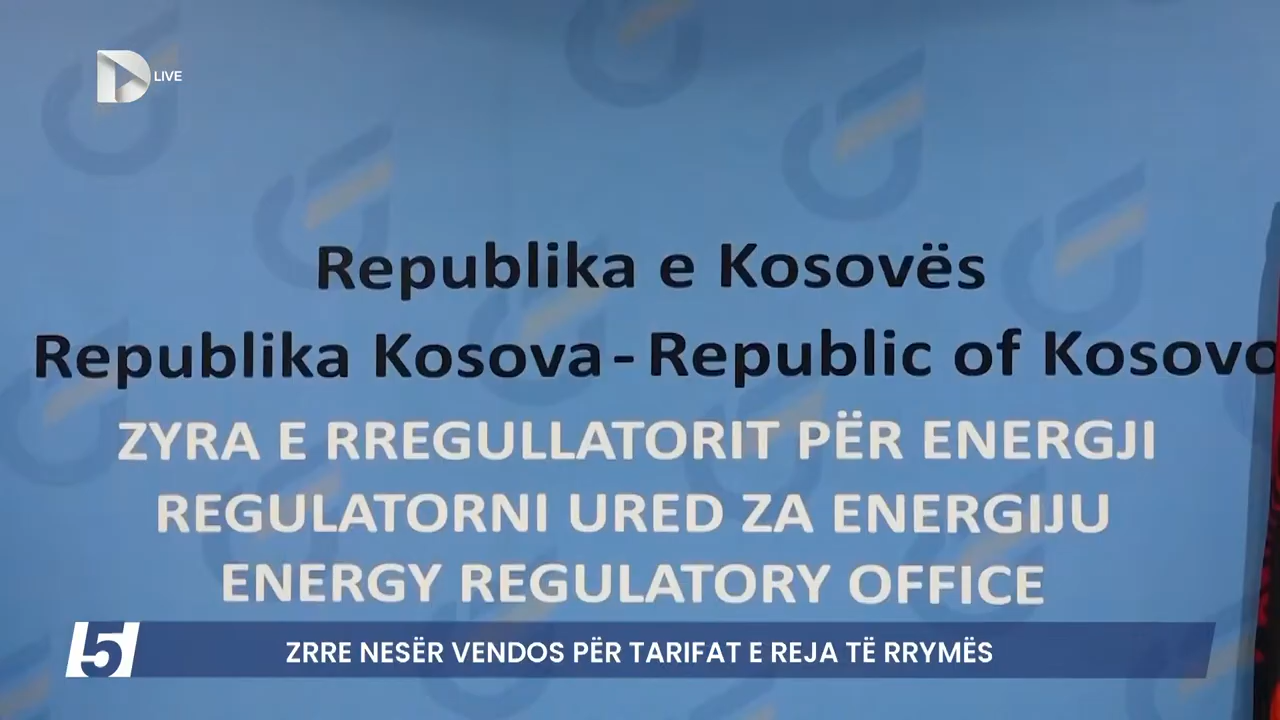 LIVE
Republika e Kosovës
Republika Kosova - Republic of Kosovo
ZYRA E RREGULLATORIT PËR ENERGJI
REGULATORNI URED ZA ENERGIJU
ENERGY REGULATORY OFFICE
5 ZRRE NESËR VENDOS PËR TARIFAT E REJA TË RRYMËS